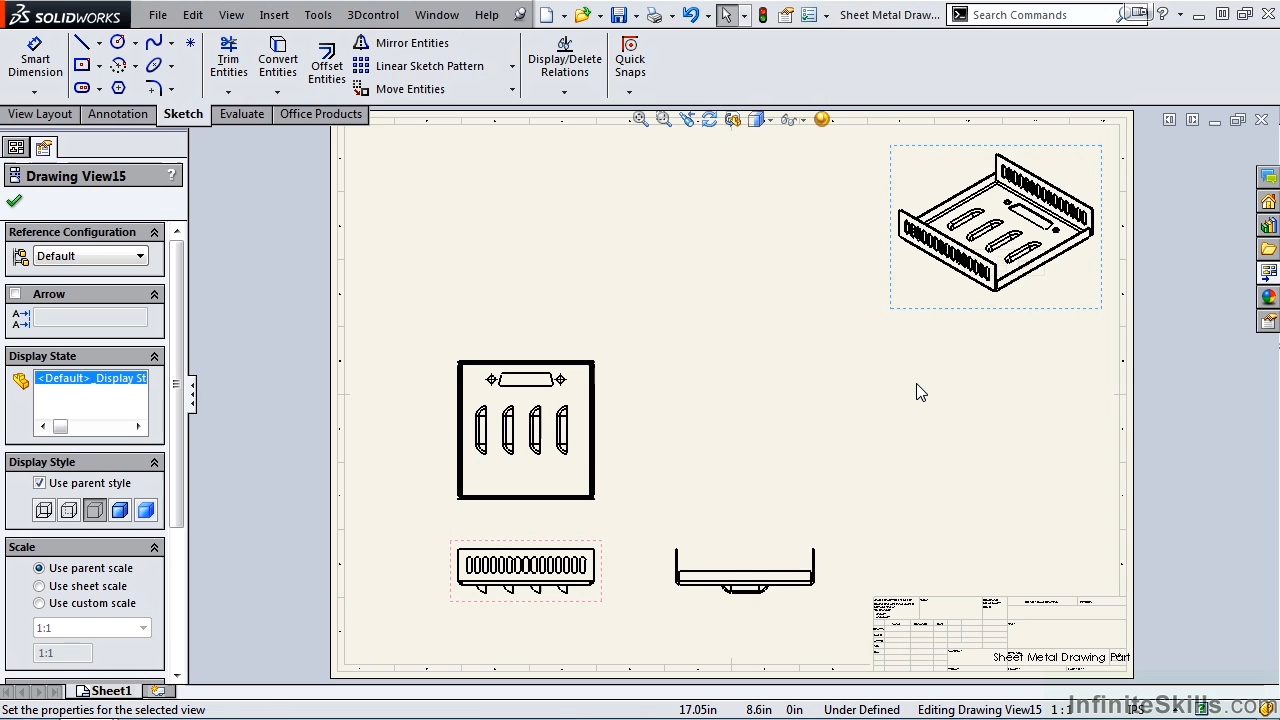 SOLIDWORKS File Edit View Insert Tools 3Dcontrol Window Help Sheet Metal Draw... Search Commands
Smart Dimension
Trim Entities
Convert Entities
Offset Entities
Mirror Entities
Linear Sketch Pattern
Move Entities
Display/Delete Relations
Quick Snaps
View Layout Annotation Sketch Evaluate Office Products
Drawing View15 ?
Reference Configuration
Default
Arrow
Display State
<Default>_Display St
Display Style
Use parent style
Scale
Use parent scale
Use sheet scale
Use custom scale
1:1
1:1
Sheet Metal Drawing Part
Sheet1
InfiniteSkills.com
Set the properties for the selected view 17.05in 8.6in 0in Under Defined Editing Drawing View15